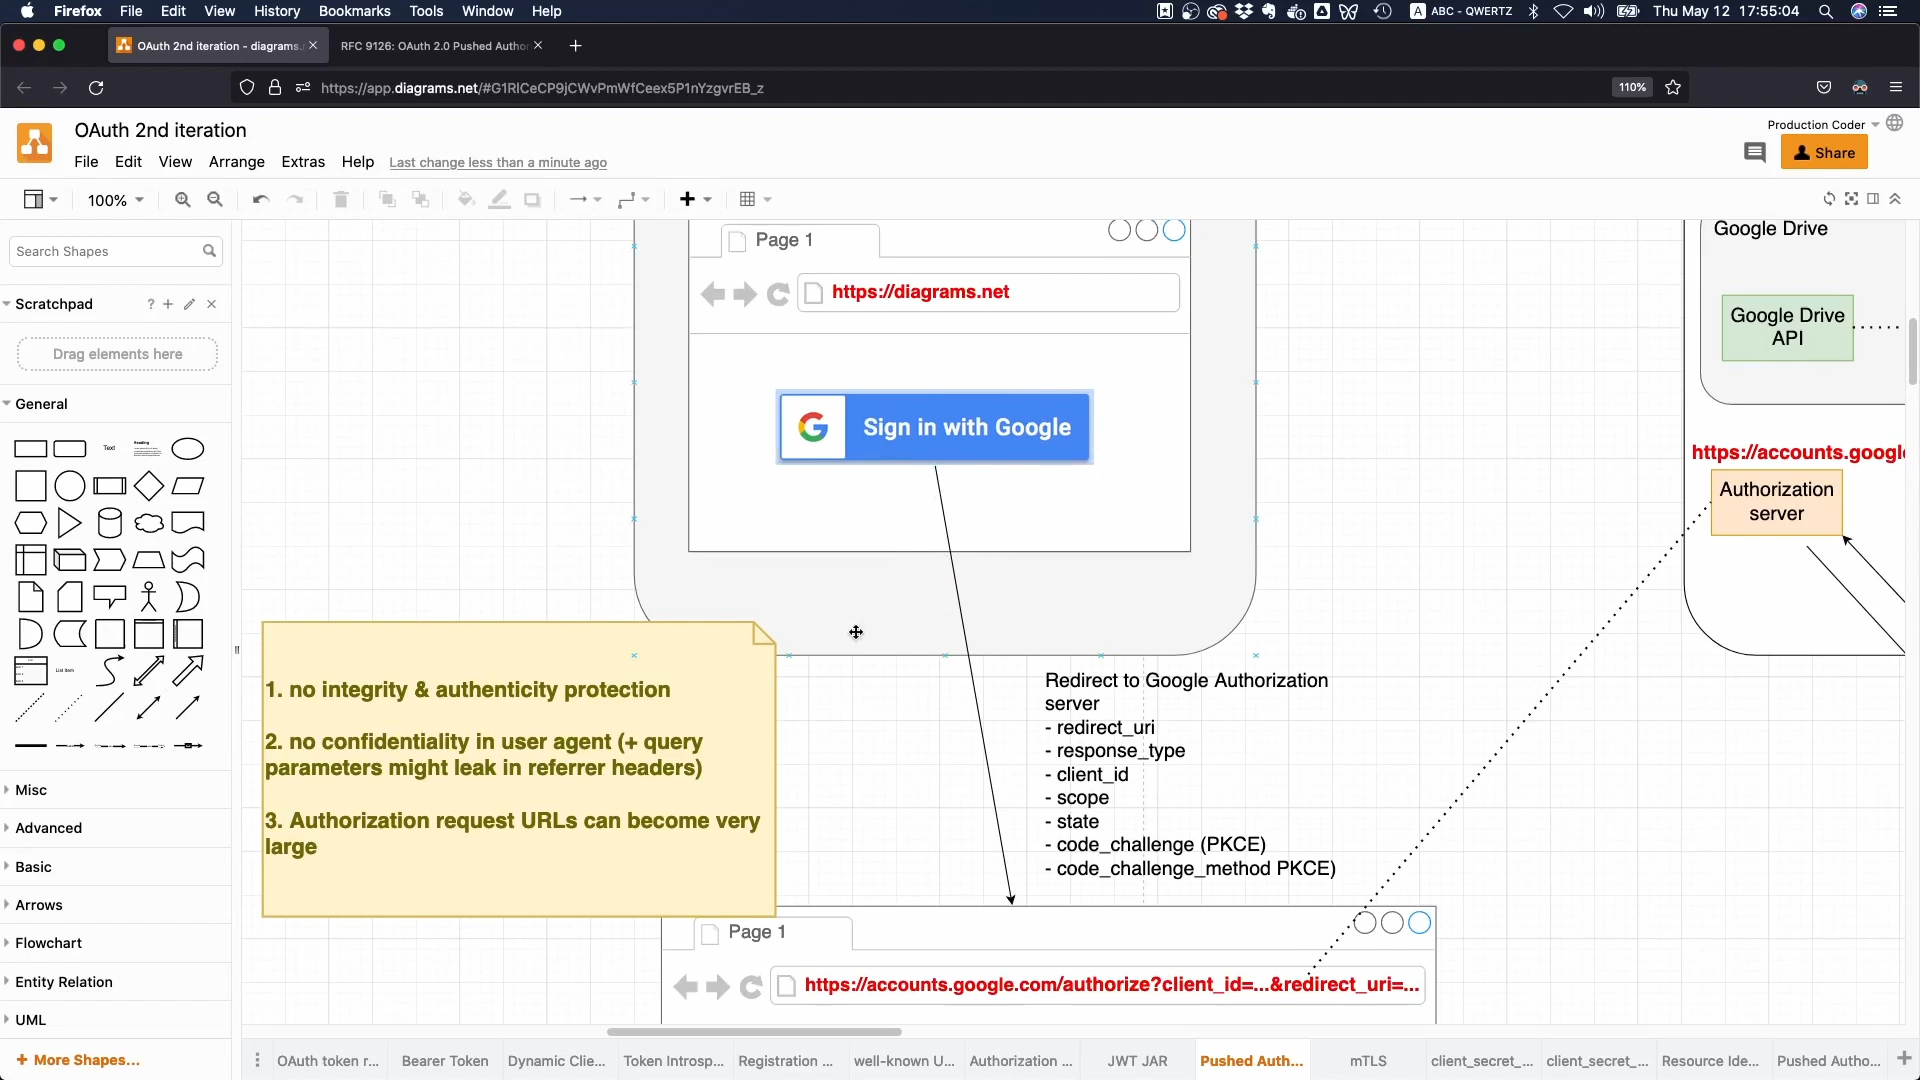 Firefox File Edit View History Bookmarks Tools Window Help
A ABC - QWERTZ Thu May 12 17:55:04
OAuth 2nd iteration - diagrams.
RFC 9126: OAuth 2.0 Pushed Author
https://app.diagrams.net/#G1RlCeCP9jCWvPmWfCeex5P1nYzgvrEB_z
110%
OAuth 2nd iteration
Production Coder
File Edit View Arrange Extras Help Last change less than a minute ago
Share
100%
Search Shapes
Scratchpad
?
Drag elements here
General
Text
Heading
List Item
Misc
Advanced
Basic
Arrows
Flowchart
Entity Relation
UML
+ More Shapes...
Page 1
https://diagrams.net
Sign in with Google
Google Drive
Google Drive
API
https://accounts.googl
Authorization
server
1. no integrity & authenticity protection
2. no confidentiality in user agent (+ query
parameters might leak in referrer headers)
3. Authorization request URLs can become very
large
Redirect to Google Authorization
server
- redirect_uri
- response_type
- client_id
- scope
- state
- code_challenge (PKCE)
- code_challenge_method PKCE)
Page 1
https://accounts.google.com/authorize?client_id=...&redirect_uri=...
OAuth token r... Bearer Token Dynamic Clie... Token Introsp... Registration ... well-known U... Authorization ... JWT JAR Pushed Auth... mTLS client_secret_... client_secret_... Resource Ide... Pushed Autho...